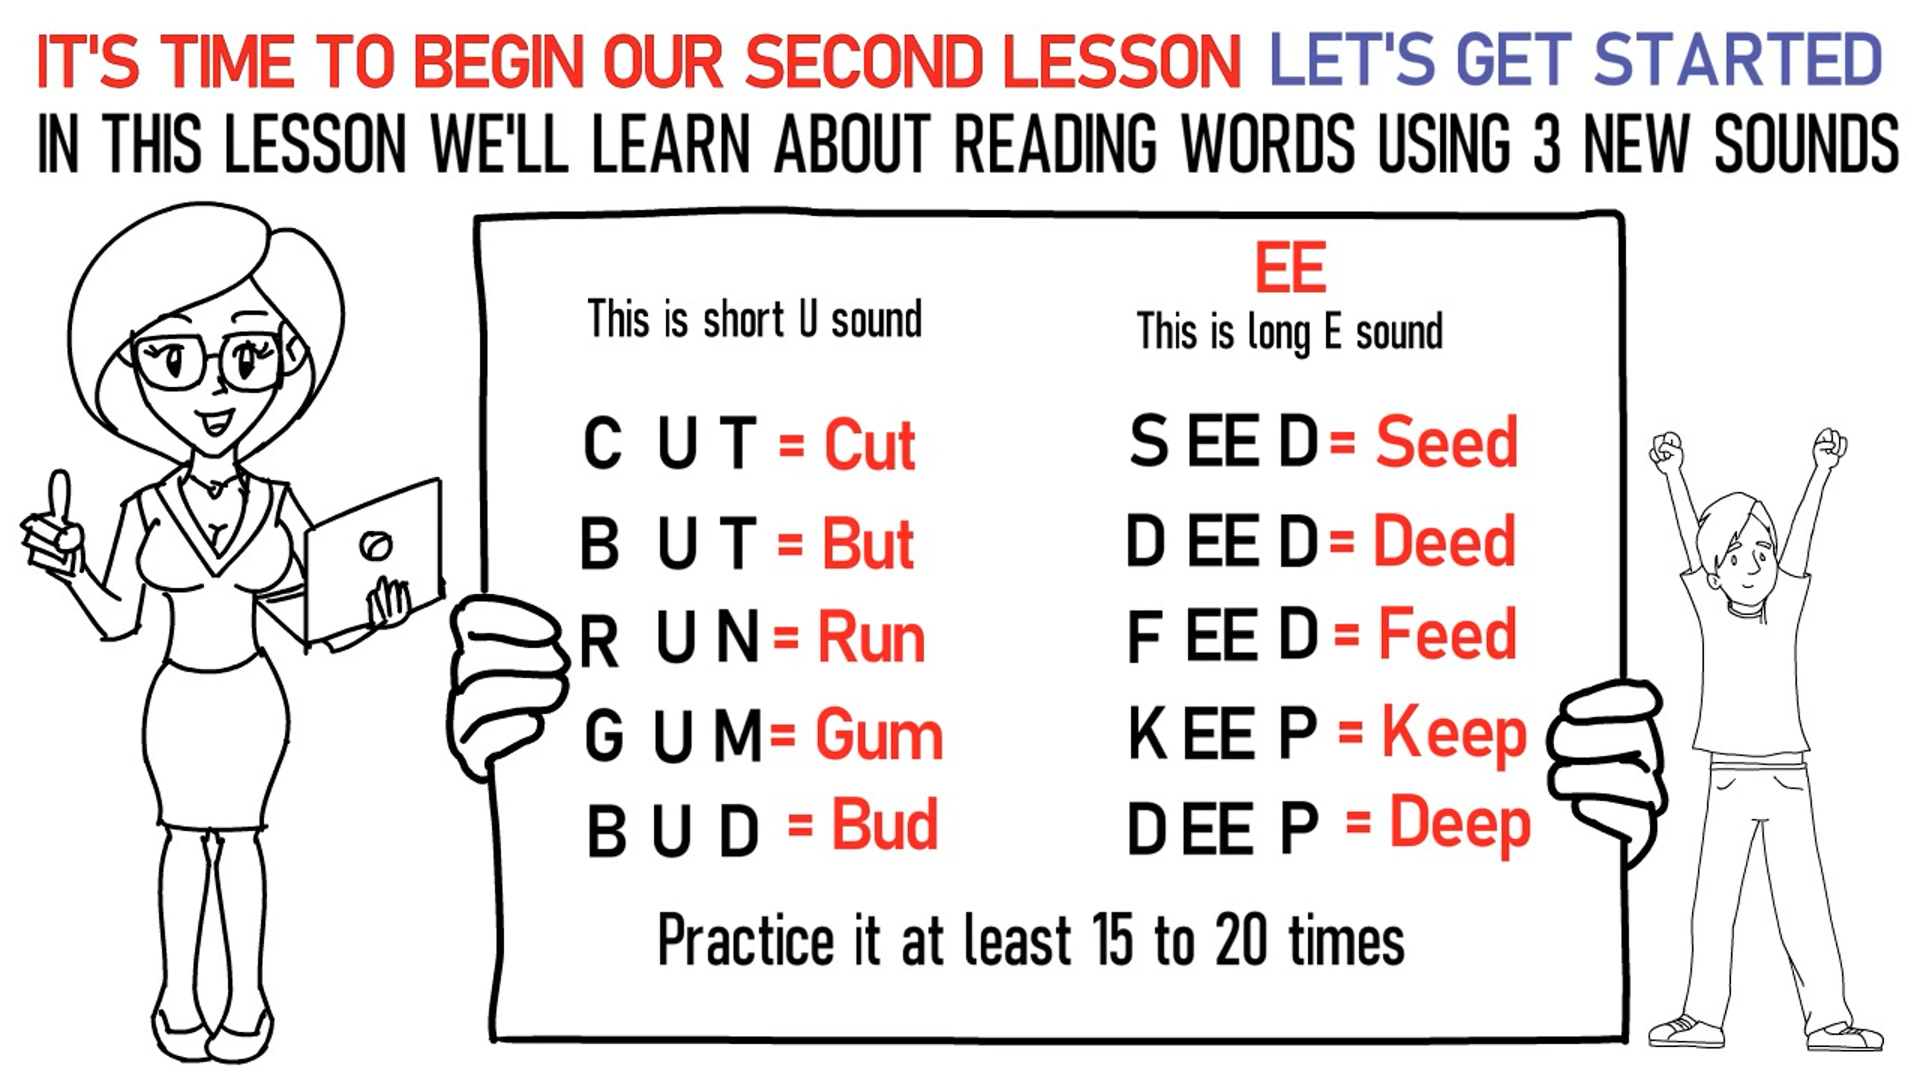 IT'S TIME TO BEGIN OUR SECOND LESSON LET'S GET STARTED
IN THIS LESSON WE'LL LEARN ABOUT READING WORDS USING 3 NEW SOUNDS
This is short U sound
C U T = Cut
B U T = But
R U N = Run
G U M = Gum
B U D = Bud
EE
This is long E sound
S EE D = Seed
D EE D = Deed
F EE D = Feed
K EE P = Keep
D EE P = Deep
Practice it at least 15 to 20 times